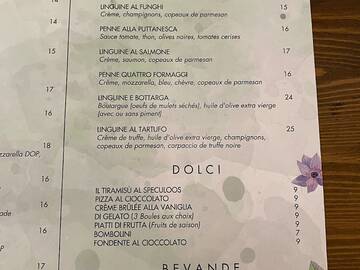 14
LINGUINE AL FUNGHI 15
Crème, champignons, copeaux de parmesan
14
PENNE ALLA PUTTANESCA 16
Sauce tomate, thon, olives noires, tomates cerises
16
LINGUINE AL SALMONE 17
Crème, saumon, copeaux de parmesan
PENNE QUATTRO FORMAGGI 16
Crème, mozzarella, bleu, chèvre, copeaux de parmesan
17
LINGUINE E BOTTARGA 24
Boutargue (oeufs de mulets séchés), huile d'olive extra vierge
(avec ou sans piment)
18
LINGUINE AL TARTUFO 25
Crème de truffe, huile d'olive extra vierge, champignons,
copeaux de parmesan, carpaccio de truffe noire
16
DOP,
17
DOLCI
IL TIRAMISÙ AL SPECULOOS 9
PIZZA AL CIOCCOLATO 9
CRÈME BRÛLÉE ALLA VANIGLIA 9
DI GELATO (3 Boules aux choix) 9
PIATTI DI FRUTTA (Fruits de saison) 9
BOMBOLINI 7
FONDENTE AL CIOCCOLATO 9
17
16
BEVANDE